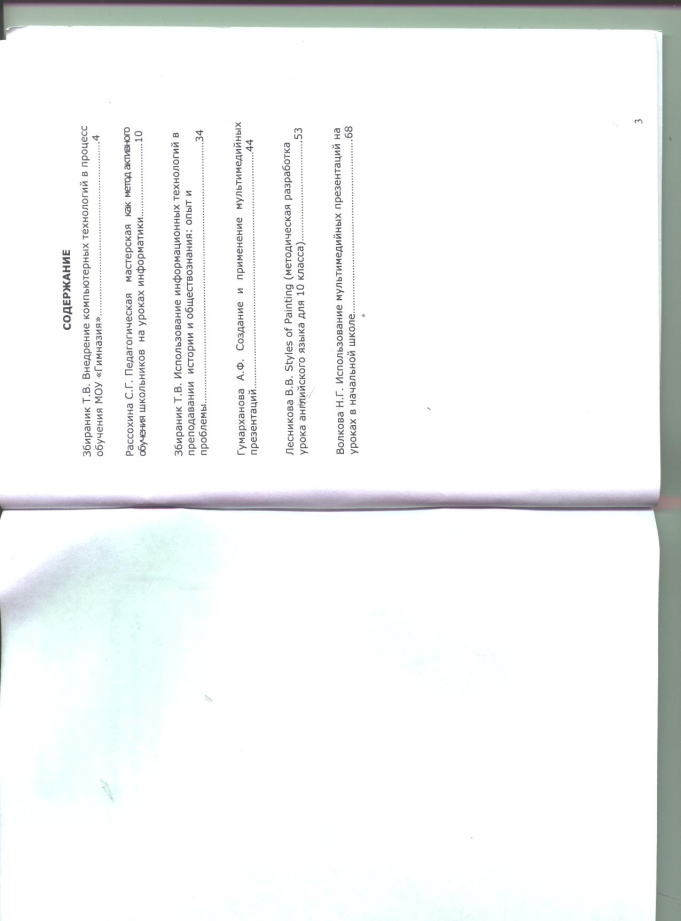 СОДЕРЖАНИЕ
Збираник Т.В. Внедрение компьютерных технологий в процесс
обучения МОУ «Гимназия»...............................................4
Рассохина С.Г. Педагогическая мастерская как метод активного
обучения школьников на уроках информатики....................10
Збираник Т.В. Использование информационных технологий в
преподавании истории и обществознания: опыт и
проблемы.......................................................................34
Гумарханова А.Ф. Создание и применение мультимедийных
презентаций....................................................................44
Лесникова В.В. Styles of Painting (методическая разработка
урока английского языка для 10 класса)..........................53
Волкова Н.Г. Использование мультимедийных презентаций на
уроках в начальной школе..............................................68
3